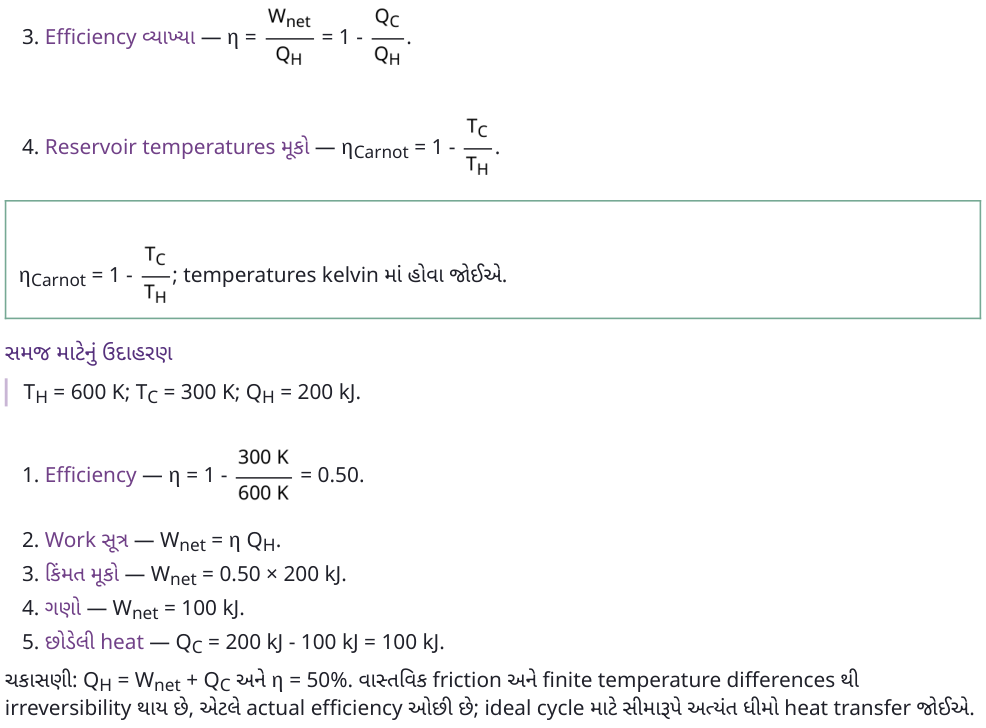 3. Efficiency વ્યાખ્યા — η = W_net / Q_H = 1 - Q_C / Q_H.
4. Reservoir temperatures મૂકો — η_Carnot = 1 - T_C / T_H.
η_Carnot = 1 - T_C / T_H; temperatures kelvin માં હોવા જોઈએ.
સમજ માટેનું ઉદાહરણ
T_H = 600 K; T_C = 300 K; Q_H = 200 kJ.
1. Efficiency — η = 1 - 300 K / 600 K = 0.50.
2. Work સૂત્ર — W_net = η Q_H.
3. કિંમત મૂકો — W_net = 0.50 × 200 kJ.
4. ગણો — W_net = 100 kJ.
5. છોડેલી heat — Q_C = 200 kJ - 100 kJ = 100 kJ.
ચકાસણી: Q_H = W_net + Q_C અને η = 50%. વાસ્તવિક friction અને finite temperature differences થી
irreversibility થાય છે, એટલે actual efficiency ઓછી છે; ideal cycle માટે સીમારૂપે અત્યંત ધીમો heat transfer જોઈએ.